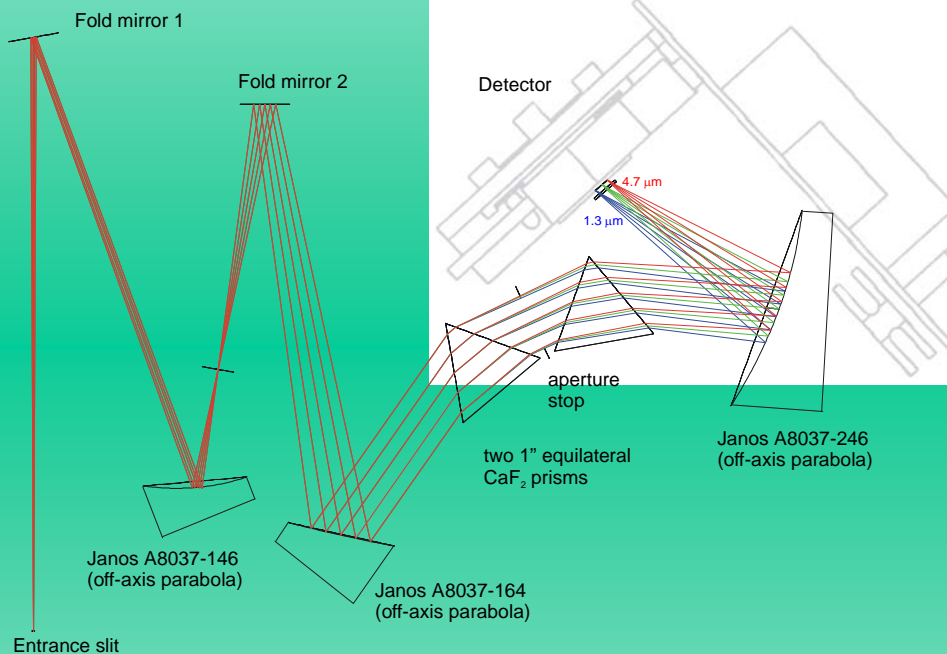 Fold mirror 1
Fold mirror 2
Detector
4.7 μm
1.3 μm
aperture
stop
two 1” equilateral
CaF₂ prisms
Janos A8037-246
(off-axis parabola)
Janos A8037-146
(off-axis parabola)
Janos A8037-164
(off-axis parabola)
Entrance slit